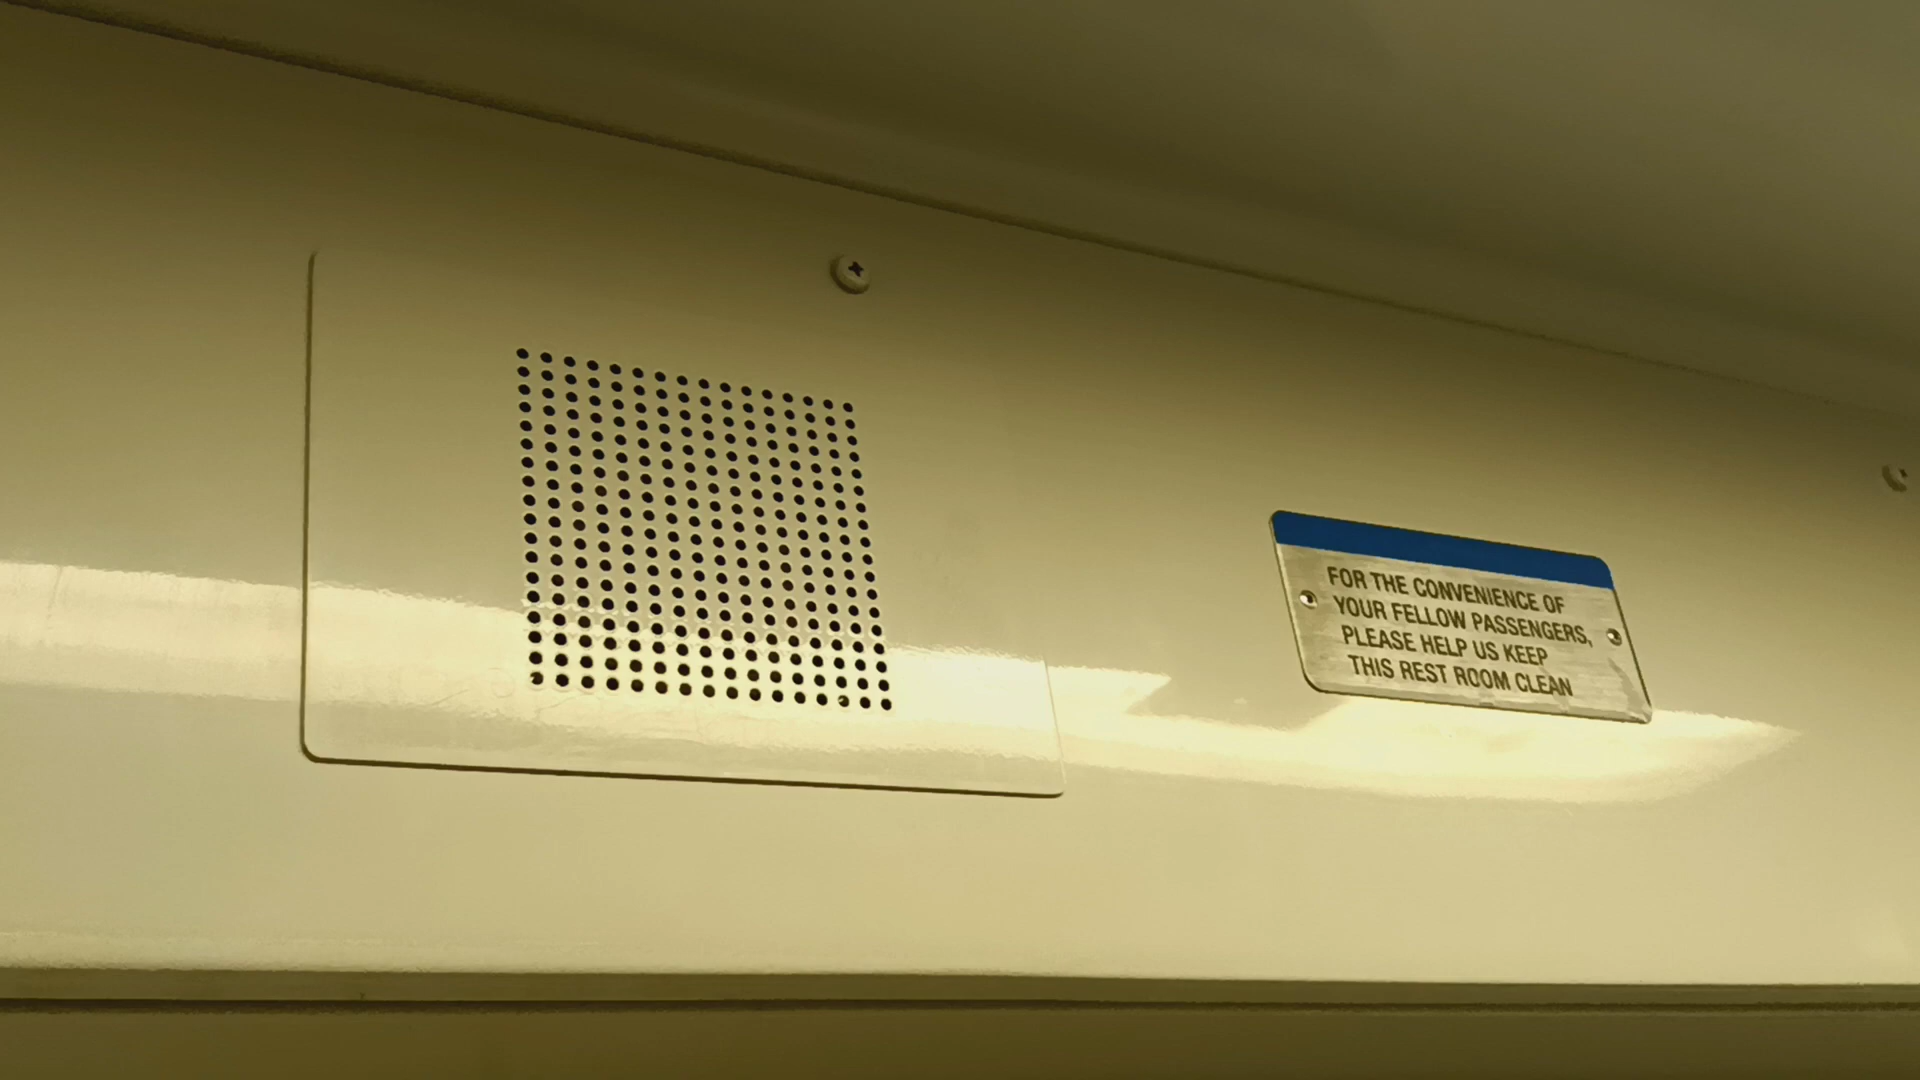 FOR THE CONVENIENCE OF
YOUR FELLOW PASSENGERS,
PLEASE HELP US KEEP
THIS REST ROOM CLEAN